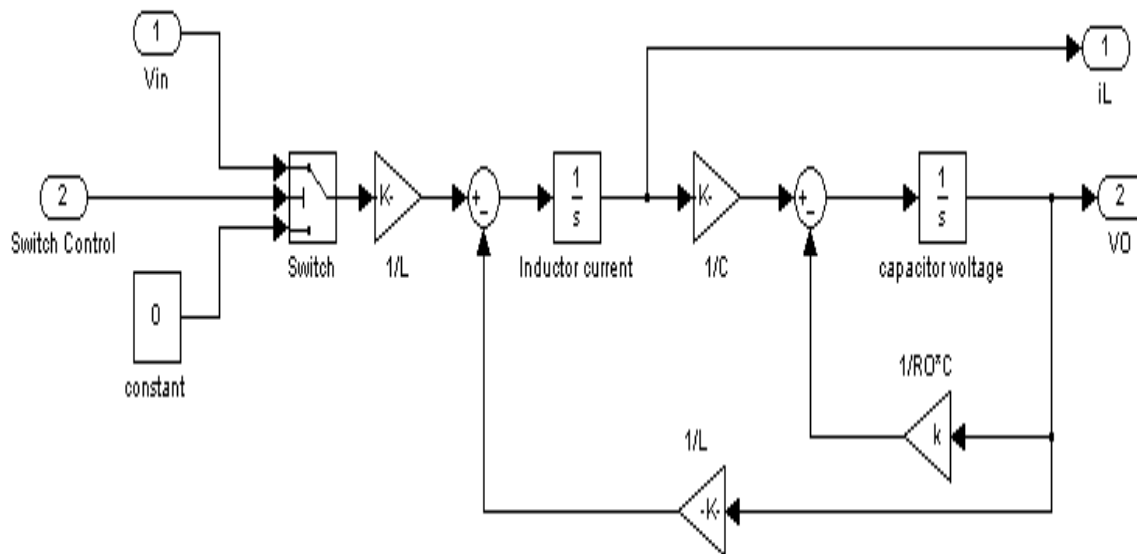 1
Vin
1
iL
2
Switch Control
Switch
K-
1/L
+
-
1
s
Inductor current
K-
1/C
+
-
1
s
capacitor voltage
2
VO
0
constant
1/RO*C
k
1/L
-K-